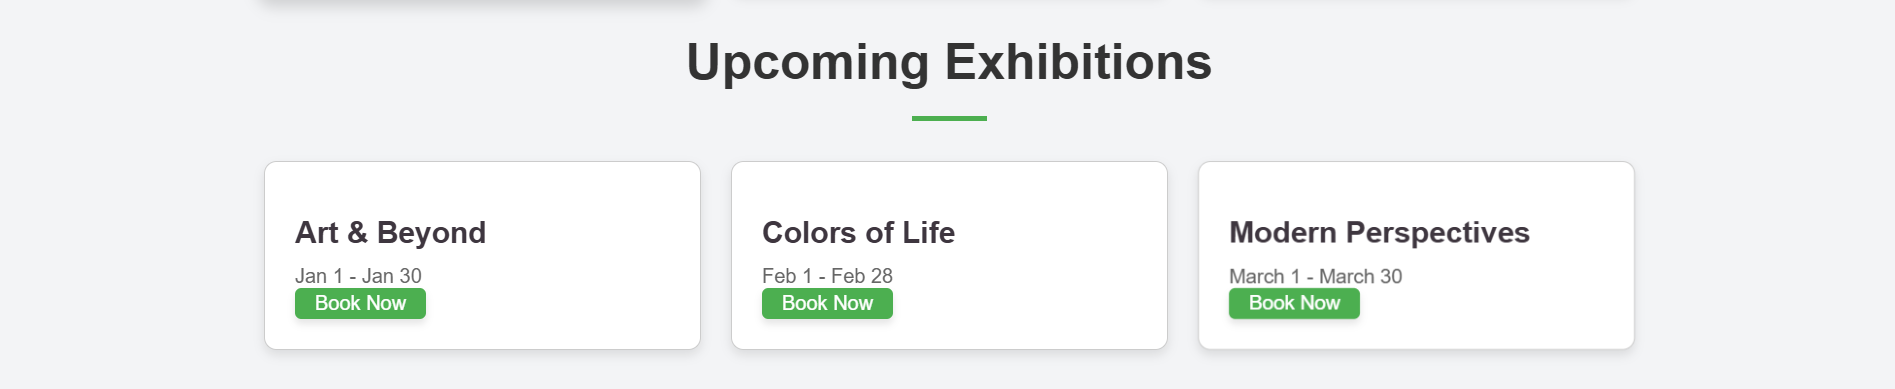 Upcoming Exhibitions
Art & Beyond
Jan 1 - Jan 30
Book Now
Colors of Life
Feb 1 - Feb 28
Book Now
Modern Perspectives
March 1 - March 30
Book Now